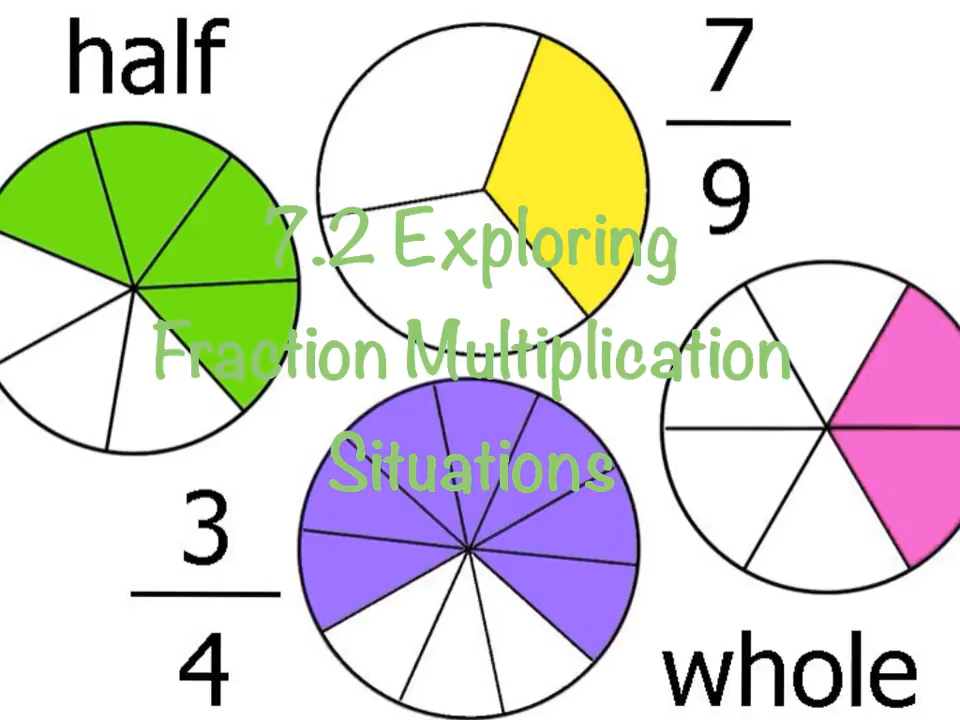 half
7
9
7.2 Exploring
Fraction Multiplication
Situations
3
4
whole